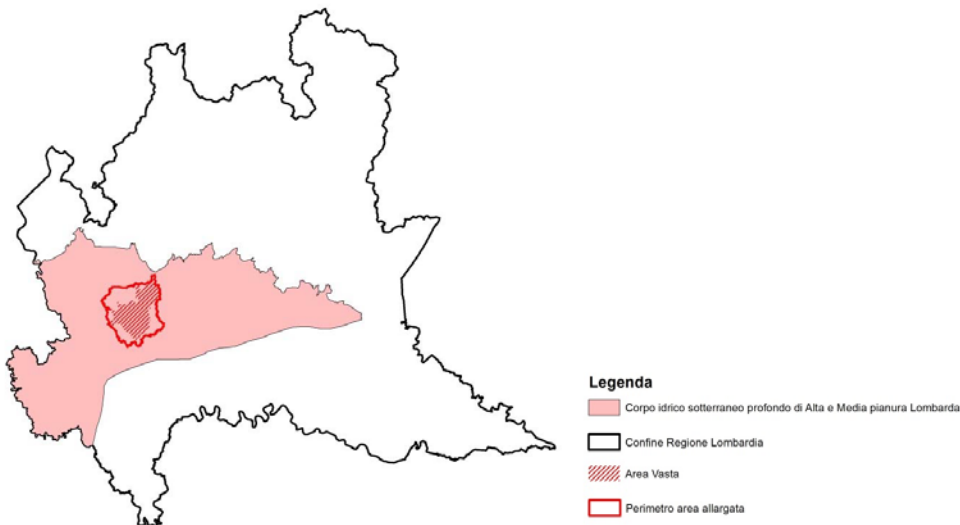 Legenda
Corpo idrico sotterraneo profondo di Alta e Media pianura Lombarda
Confine Regione Lombardia
Area Vasta
Perimetro area allargata